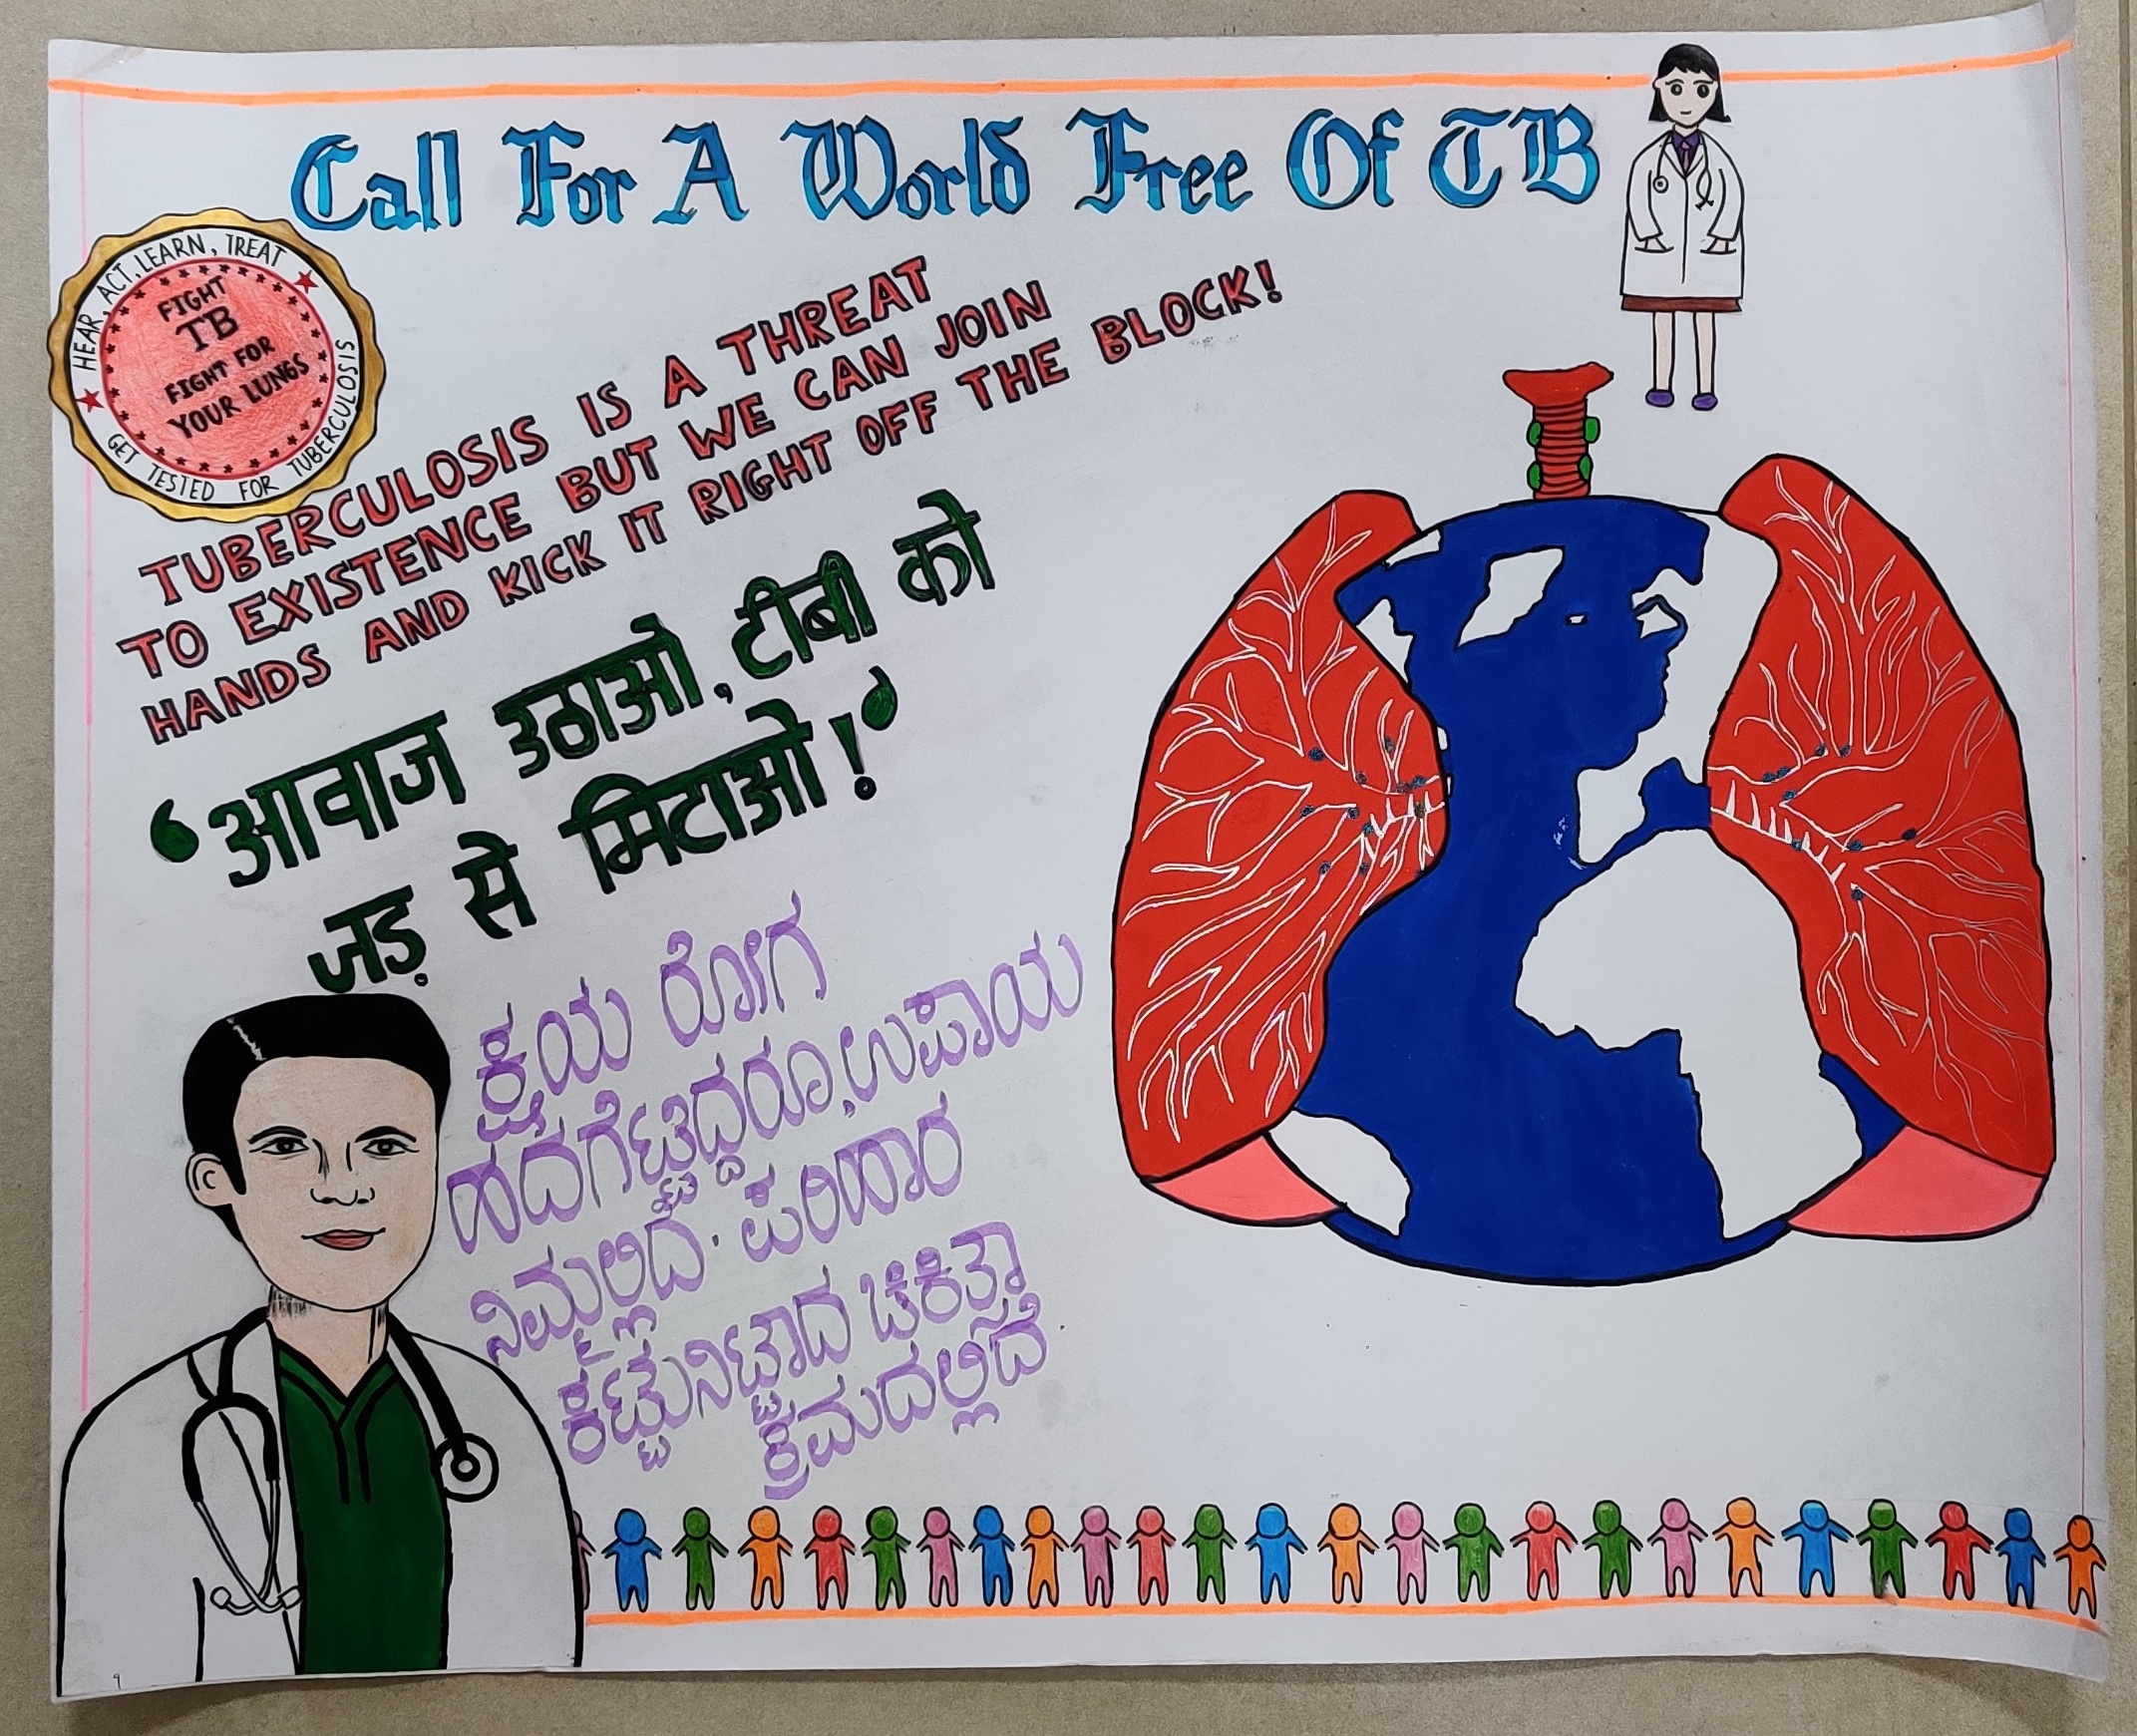 Call For A World Free Of TB
HEAR, ACT, LEARN, TREAT
FIGHT
TB
FIGHT FOR
YOUR LUNGS
GET TESTED FOR TUBERCULOSIS
TUBERCULOSIS IS A THREAT
TO EXISTENCE BUT WE CAN JOIN
HANDS AND KICK IT RIGHT OFF THE BLOCK!
‘आवाज उठाओ, टीबी को
जड़ से मिटाओ!’
ಕ್ಷಯ ರೋಗ
ಹದಗೆಟ್ಟಿದ್ದರೂ, ಉಪಾಯ
ನಿಮ್ಮಲ್ಲಿದೆ. ಪರಿಹಾರ
ಕಟ್ಟುನಿಟ್ಟಾದ ಚಿಕಿತ್ಸಾ
ಕ್ರಮದಲ್ಲಿದೆ